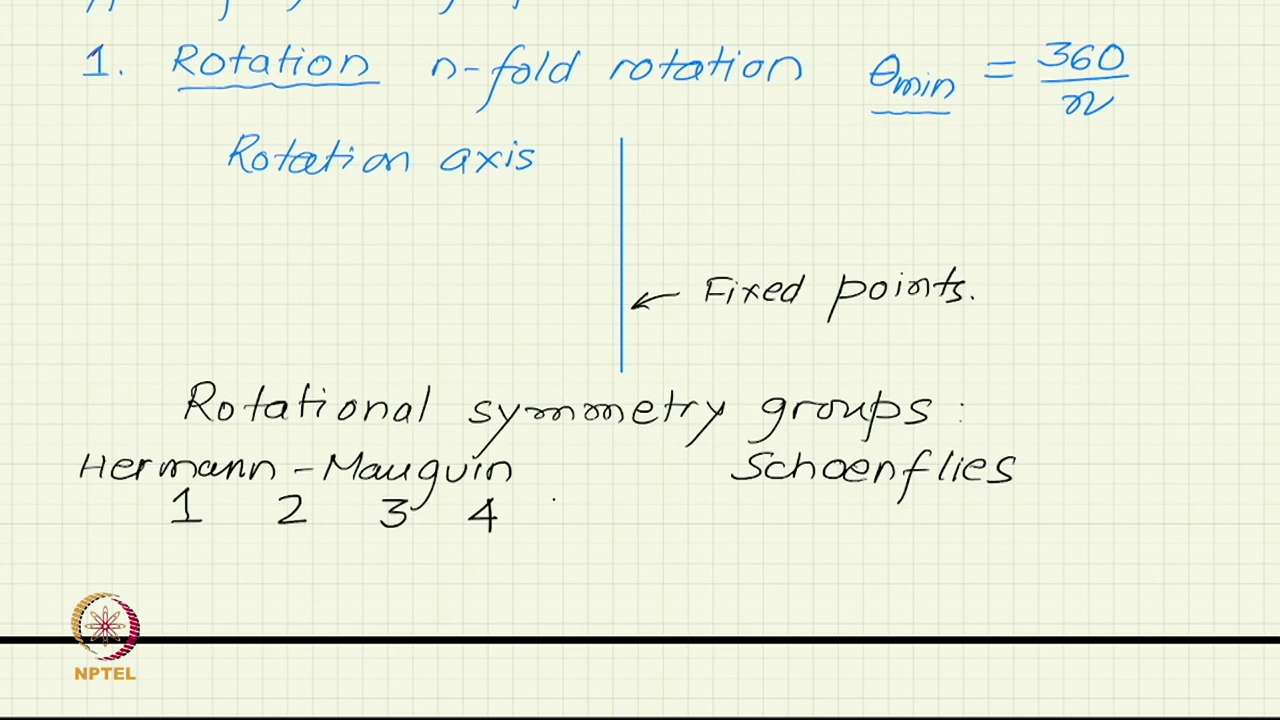 1. Rotation n-fold rotation θmin = 360/n
Rotation axis
← Fixed points.
Rotational symmetry groups :
Hermann - Mauguin Schoenflies
1 2 3 4
NPTEL